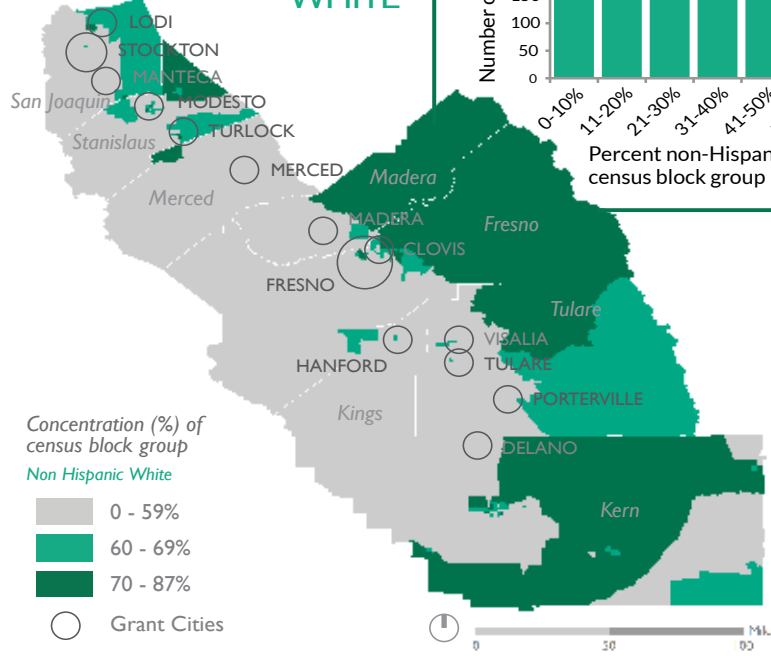 WHITE
Number o
150
100
50
0
0-10%
11-20%
21-30%
31-40%
41-50%
Percent non-Hispan
census block group
LODI
STOCKTON
MANTECA
San Joaquin
MODESTO
TURLOCK
Stanislaus
MERCED
Merced
Madera
MADERA
Fresno
CLOVIS
FRESNO
Tulare
VISALIA
HANFORD
TULARE
PORTERVILLE
Kings
DELANO
Kern
Concentration (%) of
census block group
Non Hispanic White
0 - 59%
60 - 69%
70 - 87%
Grant Cities
0
50